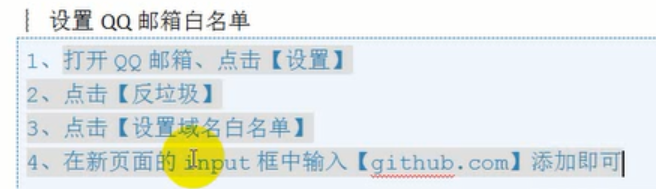 设置 QQ 邮箱白名单
1、打开 QQ 邮箱、点击【设置】
2、点击【反垃圾】
3、点击【设置域名白名单】
4、在新页面的 input 框中输入【github.com】添加即可